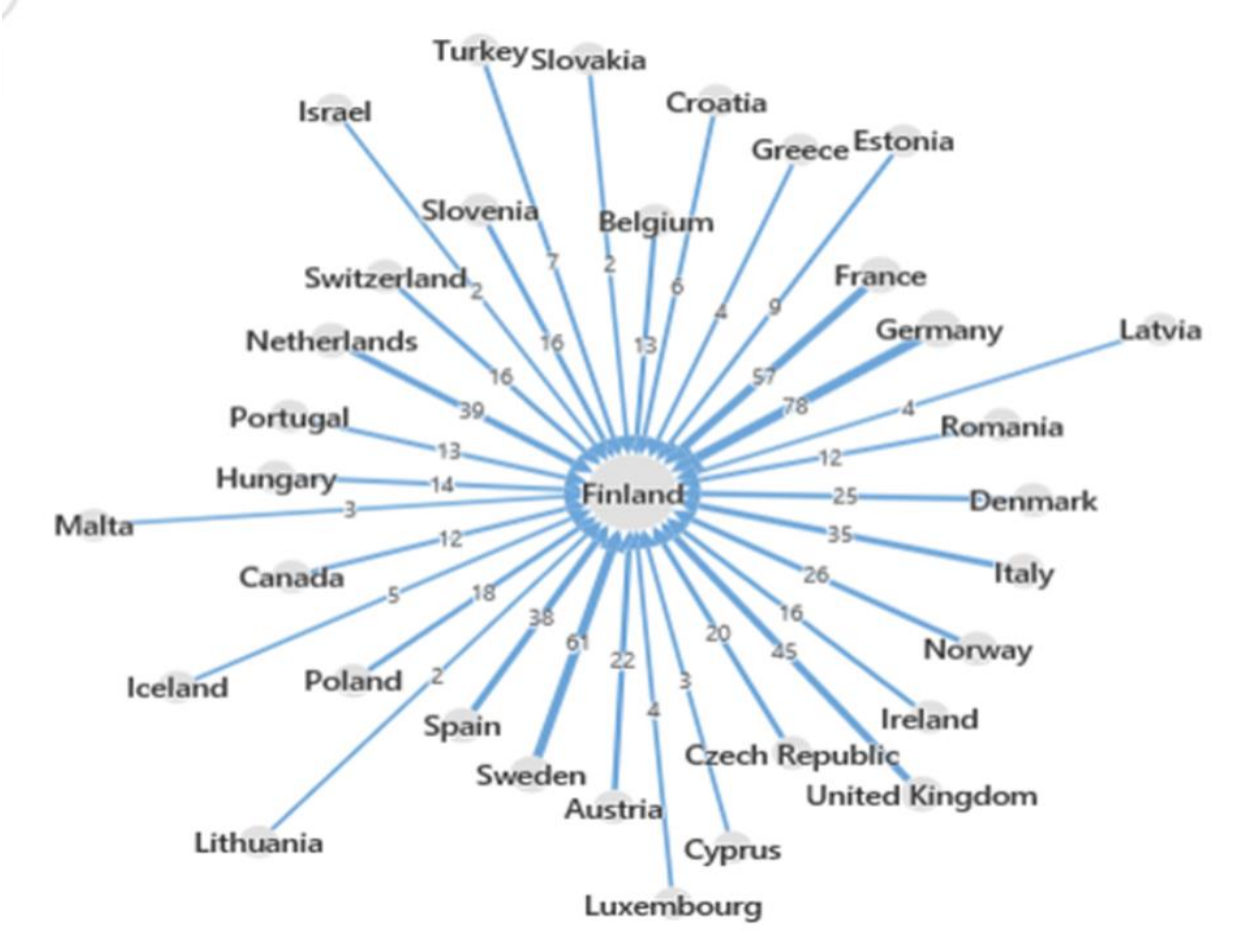 Turkey
Slovakia
Croatia
Israel
Greece
Estonia
Slovenia
Belgium
7
2
France
Switzerland
2
6
4
9
Germany
Latvia
Netherlands
16
13
57
16
78
4
Portugal
39
Romania
13
12
Hungary
14
Finland
25
Denmark
Malta
3
35
12
Canada
26
Italy
5
18
16
38
20
61
45
Norway
22
Iceland
Poland
2
3
4
Ireland
Spain
Czech Republic
Sweden
United Kingdom
Austria
Lithuania
Cyprus
Luxembourg